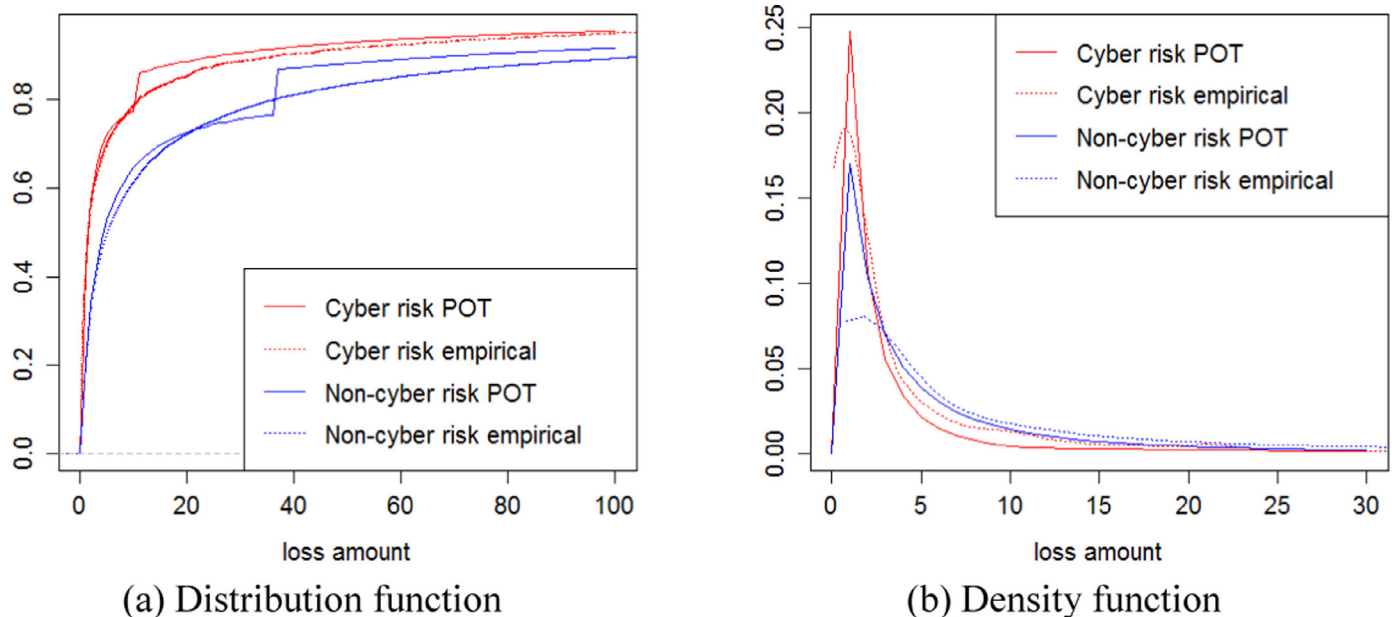 0.0 0.2 0.4 0.6 0.8
Cyber risk POT
Cyber risk empirical
Non-cyber risk POT
Non-cyber risk empirical
0 20 40 60 80 100
loss amount
(a) Distribution function
0.00 0.05 0.10 0.15 0.20 0.25
Cyber risk POT
Cyber risk empirical
Non-cyber risk POT
Non-cyber risk empirical
0 5 10 15 20 25 30
loss amount
(b) Density function